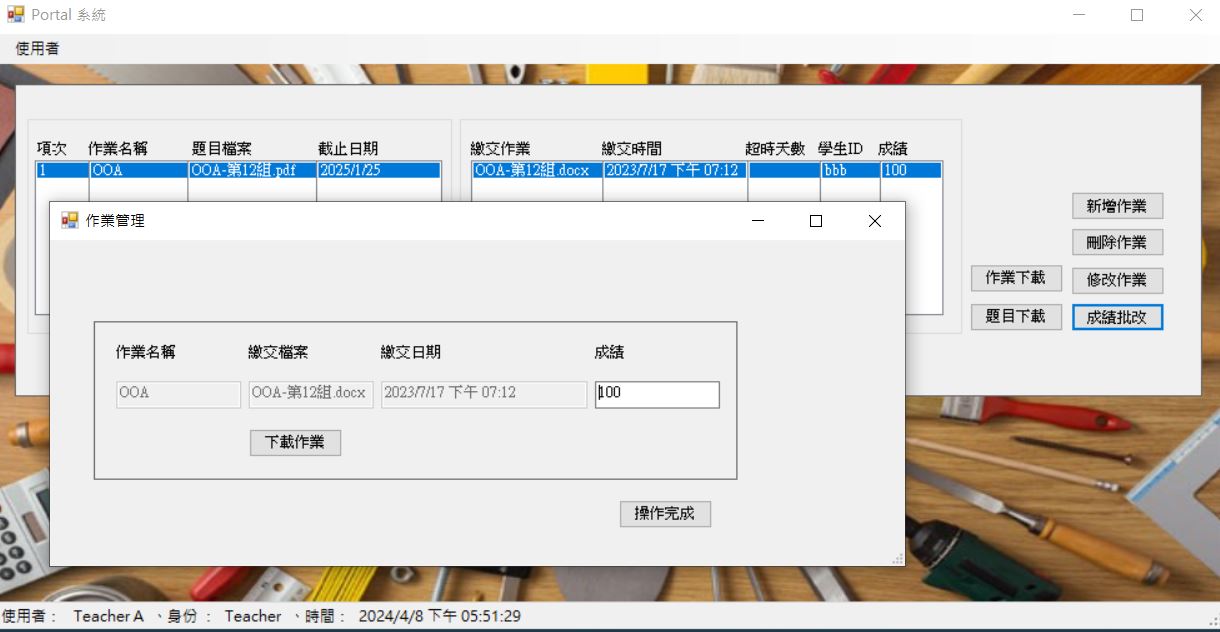 Portal 系統
使用者
項次 作業名稱 題目檔案 截止日期
1 OOA OOA-第12組.pdf 2025/1/25
繳交作業 繳交時間 超時天數 學生ID 成績
OOA-第12組.docx 2023/7/17 下午 07:12 bbb 100
新增作業
刪除作業
作業下載 修改作業
題目下載 成績批改
作業管理
作業名稱 繳交檔案 繳交日期 成績
OOA OOA-第12組.docx 2023/7/17 下午 07:12 100
下載作業
操作完成
使用者： Teacher A 、身份： Teacher 、時間： 2024/4/8 下午 05:51:29